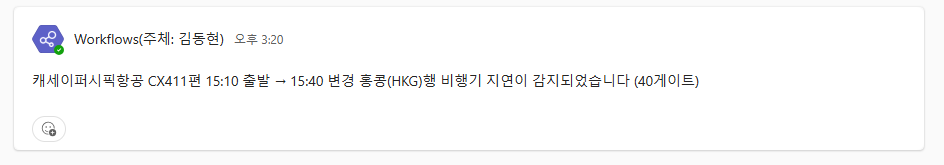 Workflows(주체: 김동현) 오후 3:20
캐세이퍼시픽항공 CX411편 15:10 출발 → 15:40 변경 홍콩(HKG)행 비행기 지연이 감지되었습니다 (40게이트)